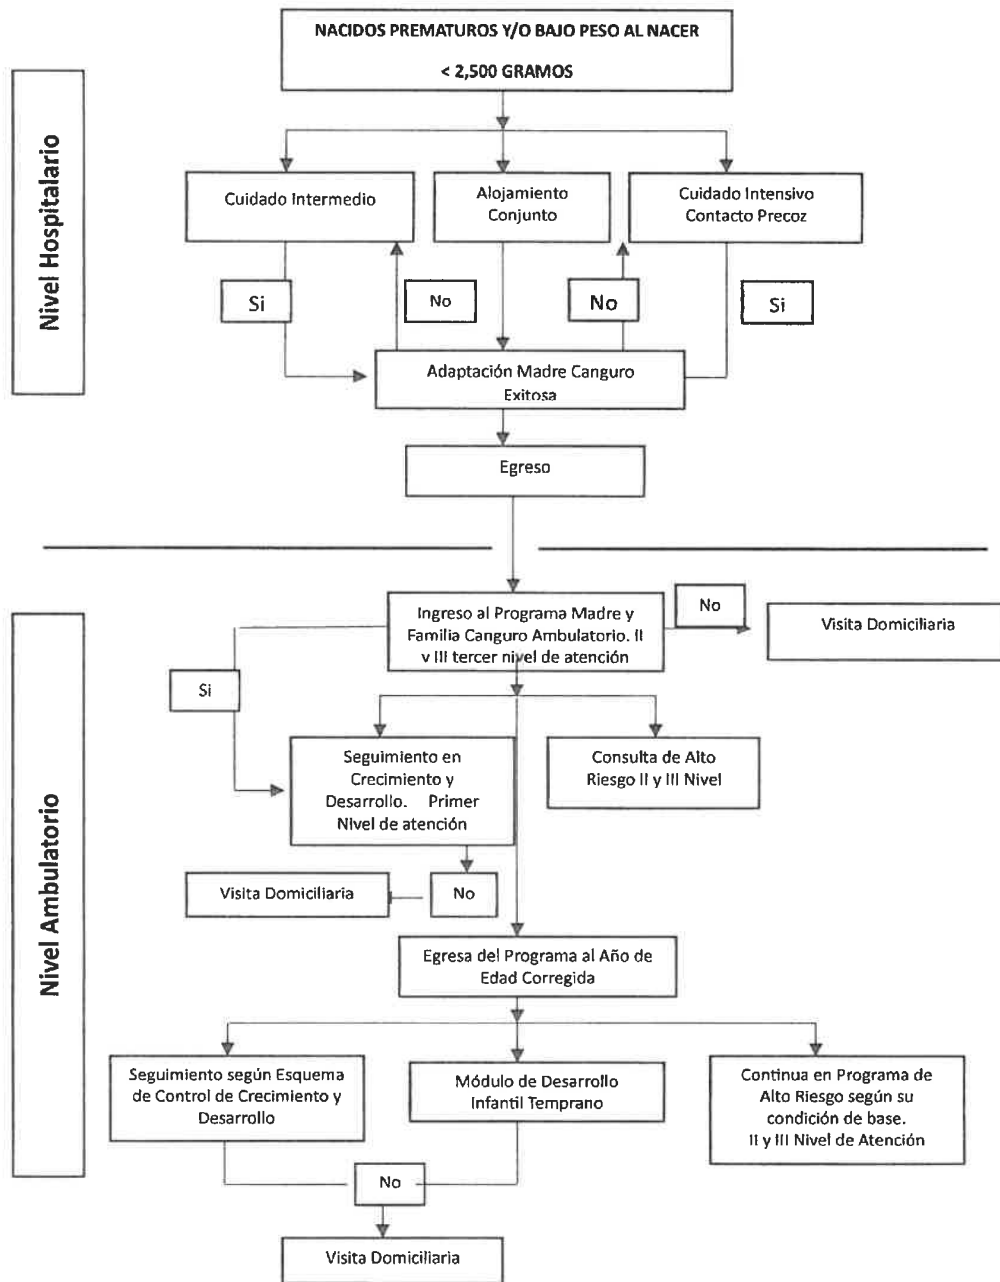 NACIDOS PREMATUROS Y/O BAJO PESO AL NACER
< 2,500 GRAMOS
Nivel Hospitalario
Cuidado Intermedio
Alojamiento
Conjunto
Cuidado Intensivo
Contacto Precoz
Si
No
No
Si
Adaptación Madre Canguro
Exitosa
Egreso
Nivel Ambulatorio
Ingreso al Programa Madre y
Familia Canguro Ambulatorio. II
v III tercer nivel de atención
No
Visita Domiciliaria
Si
Seguimiento en
Crecimiento y
Desarrollo. Primer
Nivel de atención
Consulta de Alto
Riesgo II y III Nivel
Visita Domiciliaria
No
Egresa del Programa al Año de
Edad Corregida
Seguimiento según Esquema
de Control de Crecimiento y
Desarrollo
Módulo de Desarrollo
Infantil Temprano
Continua en Programa de
Alto Riesgo según su
condición de base.
II y III Nivel de Atención
No
Visita Domiciliaria